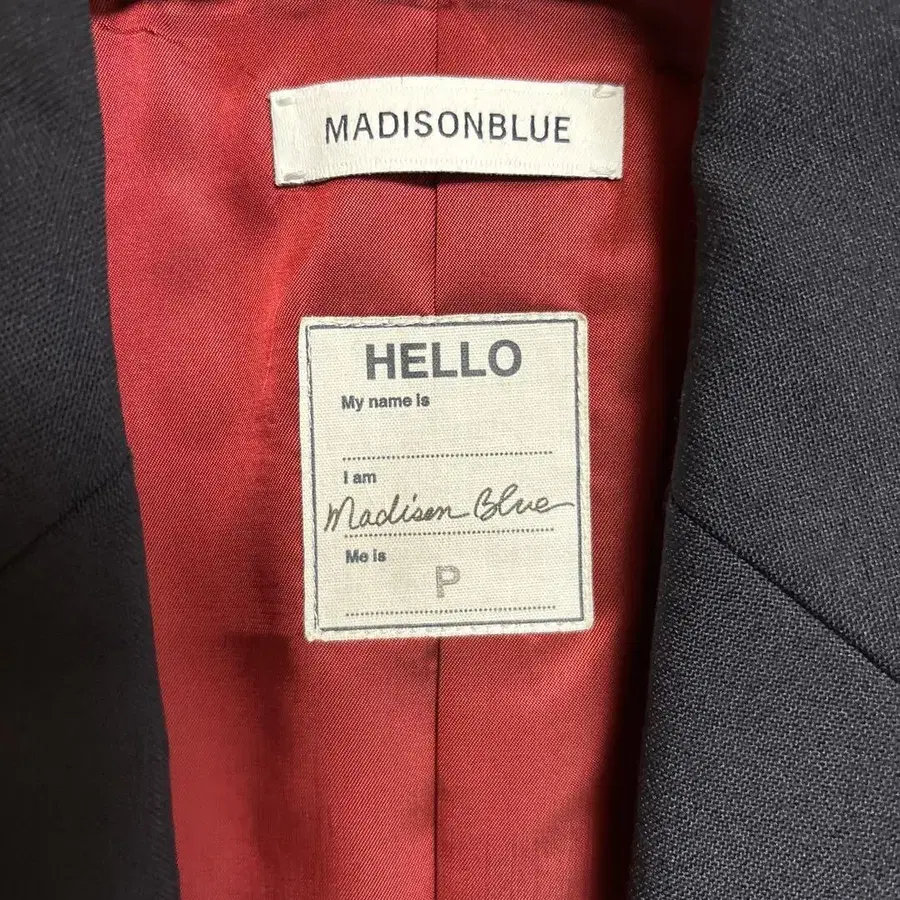 MADISONBLUE
HELLO
My name is
I am
Madison Blue
Me is
P